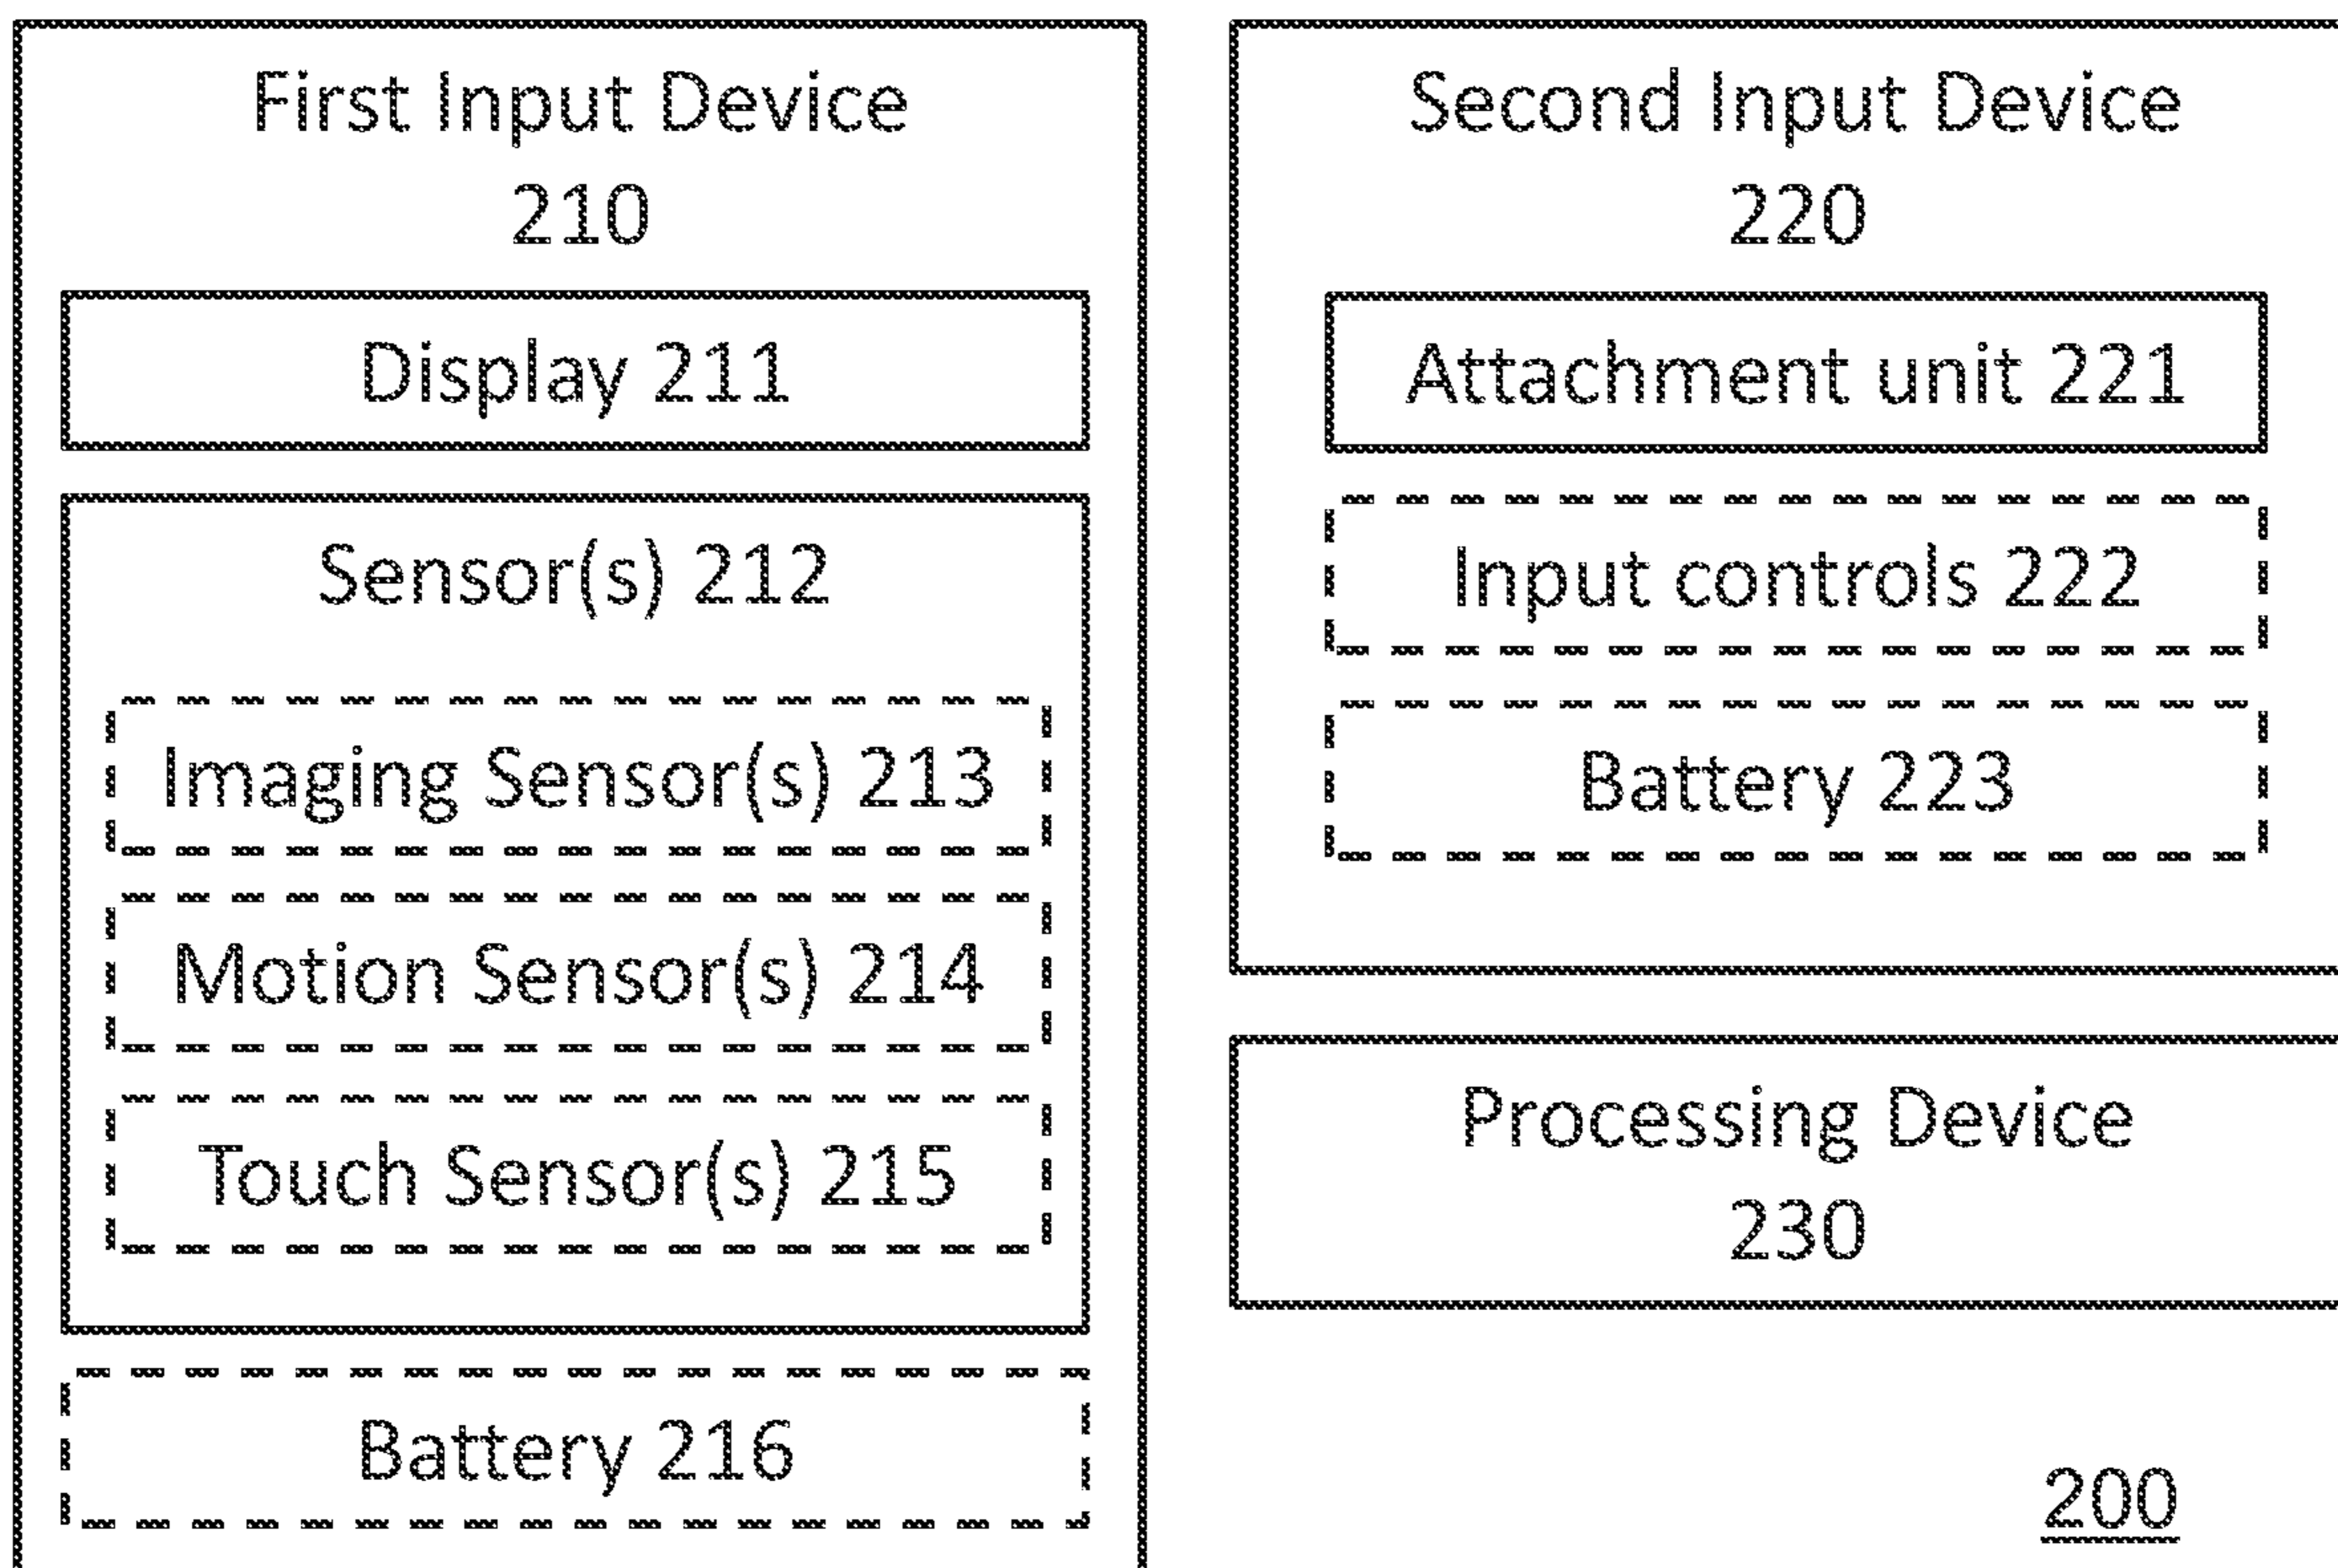 First Input Device
210
Display 211
Sensor(s) 212
Imaging Sensor(s) 213
Motion Sensor(s) 214
Touch Sensor(s) 215
Battery 216
Second Input Device
220
Attachment unit 221
Input controls 222
Battery 223
Processing Device
230
200